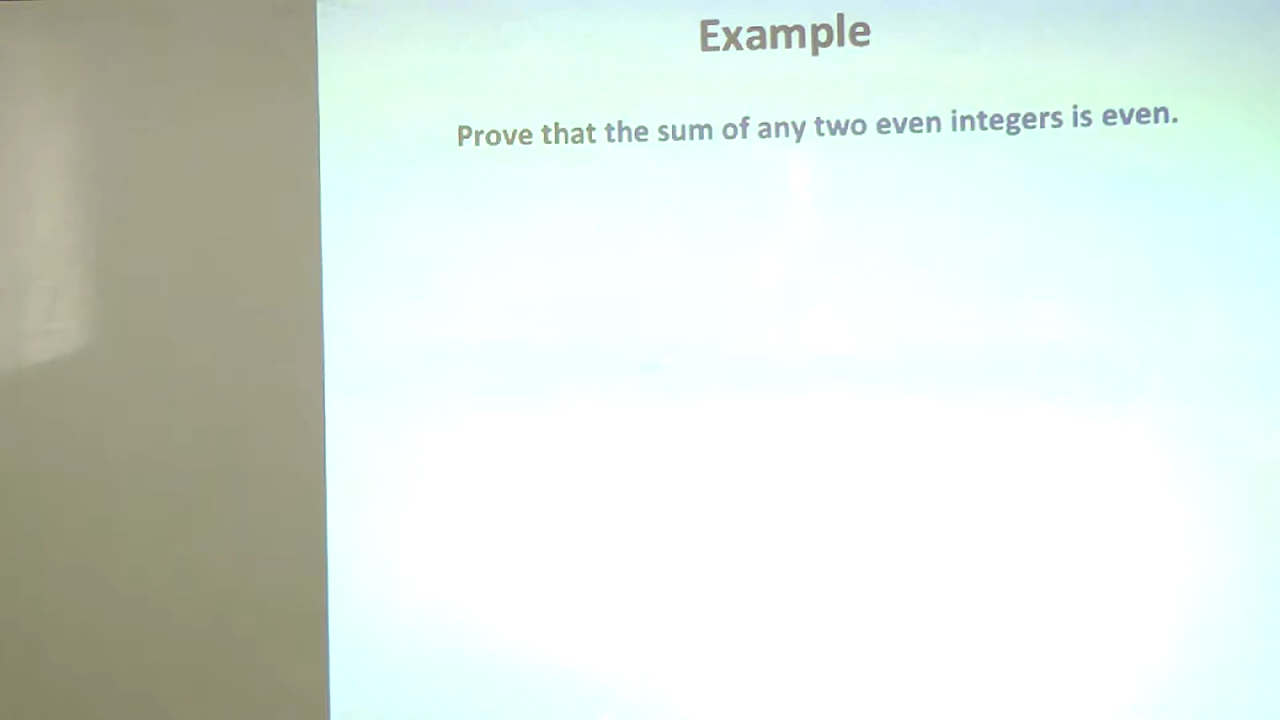 Example
Prove that the sum of any two even integers is even.